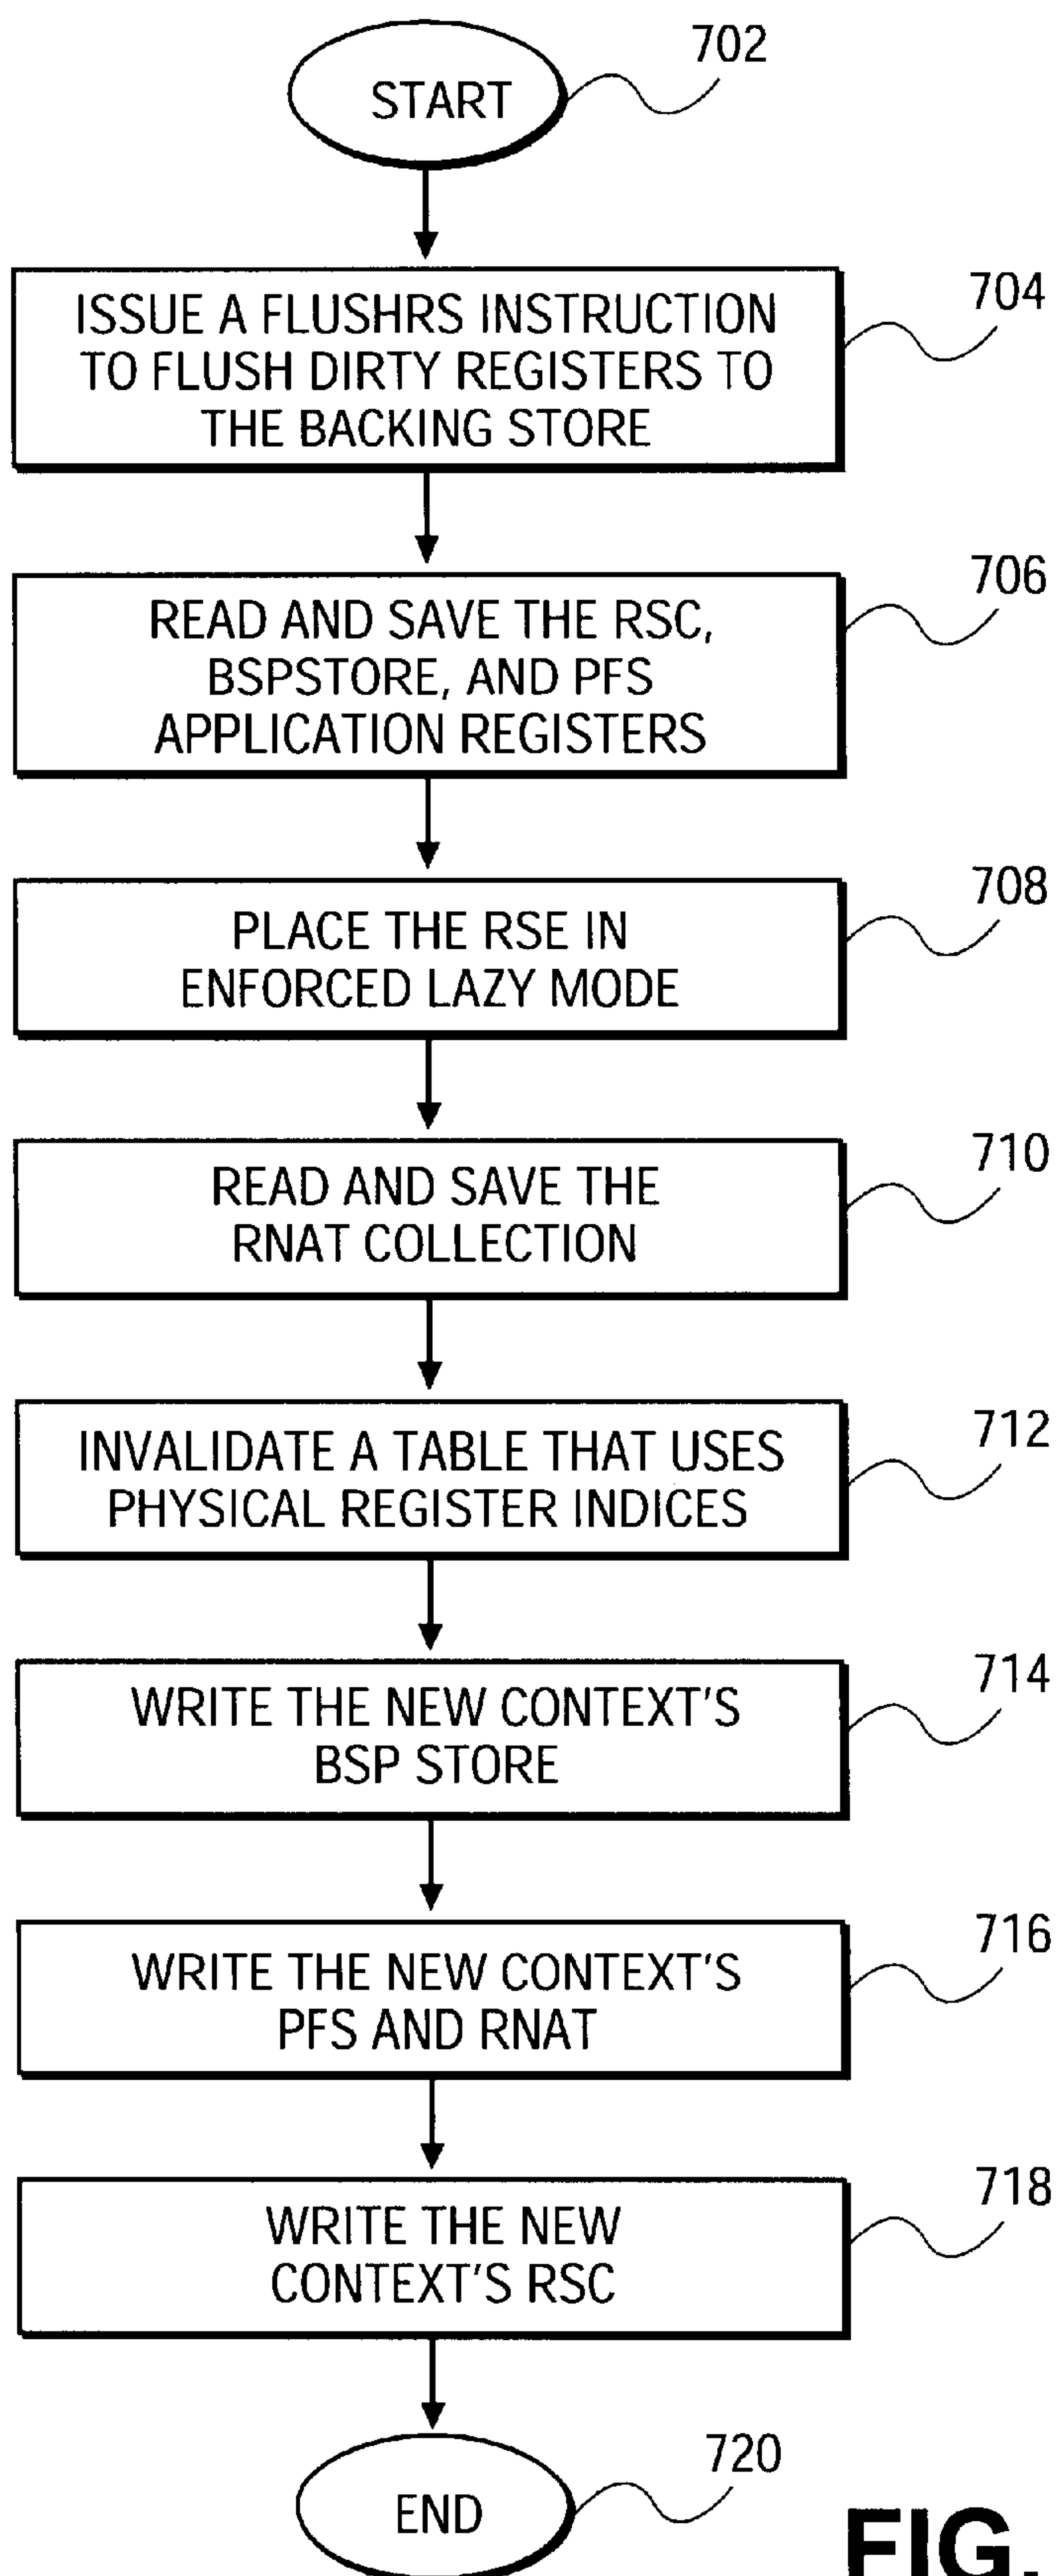 START
702
ISSUE A FLUSHRS INSTRUCTION
TO FLUSH DIRTY REGISTERS TO
THE BACKING STORE
704
READ AND SAVE THE RSC,
BSPSTORE, AND PFS
APPLICATION REGISTERS
706
PLACE THE RSE IN
ENFORCED LAZY MODE
708
READ AND SAVE THE
RNAT COLLECTION
710
INVALIDATE A TABLE THAT USES
PHYSICAL REGISTER INDICES
712
WRITE THE NEW CONTEXT'S
BSP STORE
714
WRITE THE NEW CONTEXT'S
PFS AND RNAT
716
WRITE THE NEW
CONTEXT'S RSC
718
END
720
FIG.